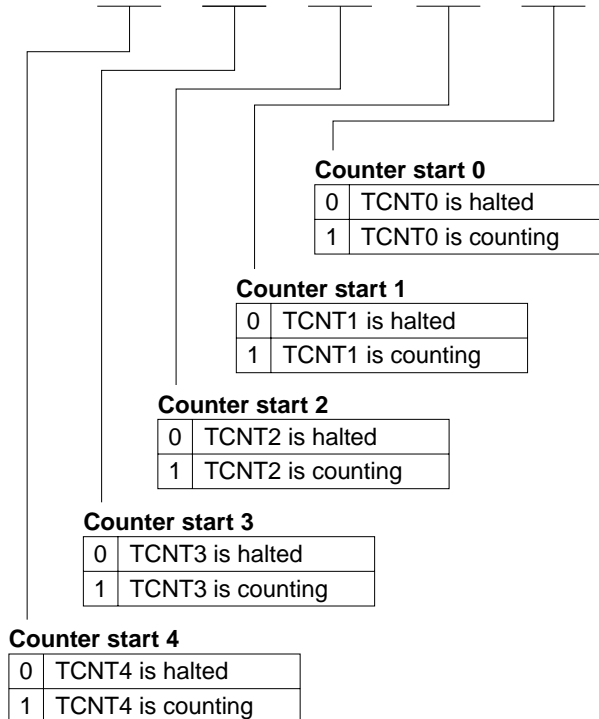 Counter start 0
0 TCNT0 is halted
1 TCNT0 is counting
Counter start 1
0 TCNT1 is halted
1 TCNT1 is counting
Counter start 2
0 TCNT2 is halted
1 TCNT2 is counting
Counter start 3
0 TCNT3 is halted
1 TCNT3 is counting
Counter start 4
0 TCNT4 is halted
1 TCNT4 is counting